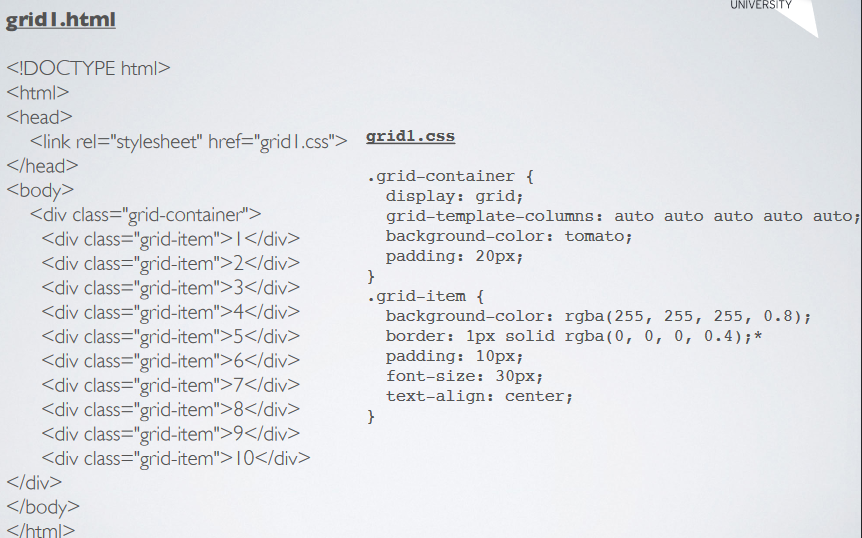 UNIVERSITY
grid1.html
<!DOCTYPE html>
<html>
<head>
<link rel="stylesheet" href="grid1.css">
</head>
<body>
<div class="grid-container">
<div class="grid-item">1</div>
<div class="grid-item">2</div>
<div class="grid-item">3</div>
<div class="grid-item">4</div>
<div class="grid-item">5</div>
<div class="grid-item">6</div>
<div class="grid-item">7</div>
<div class="grid-item">8</div>
<div class="grid-item">9</div>
<div class="grid-item">10</div>
</div>
</body>
</html>
grid1.css
.grid-container {
display: grid;
grid-template-columns: auto auto auto auto auto;
background-color: tomato;
padding: 20px;
}
.grid-item {
background-color: rgba(255, 255, 255, 0.8);
border: 1px solid rgba(0, 0, 0, 0.4);*
padding: 10px;
font-size: 30px;
text-align: center;
}